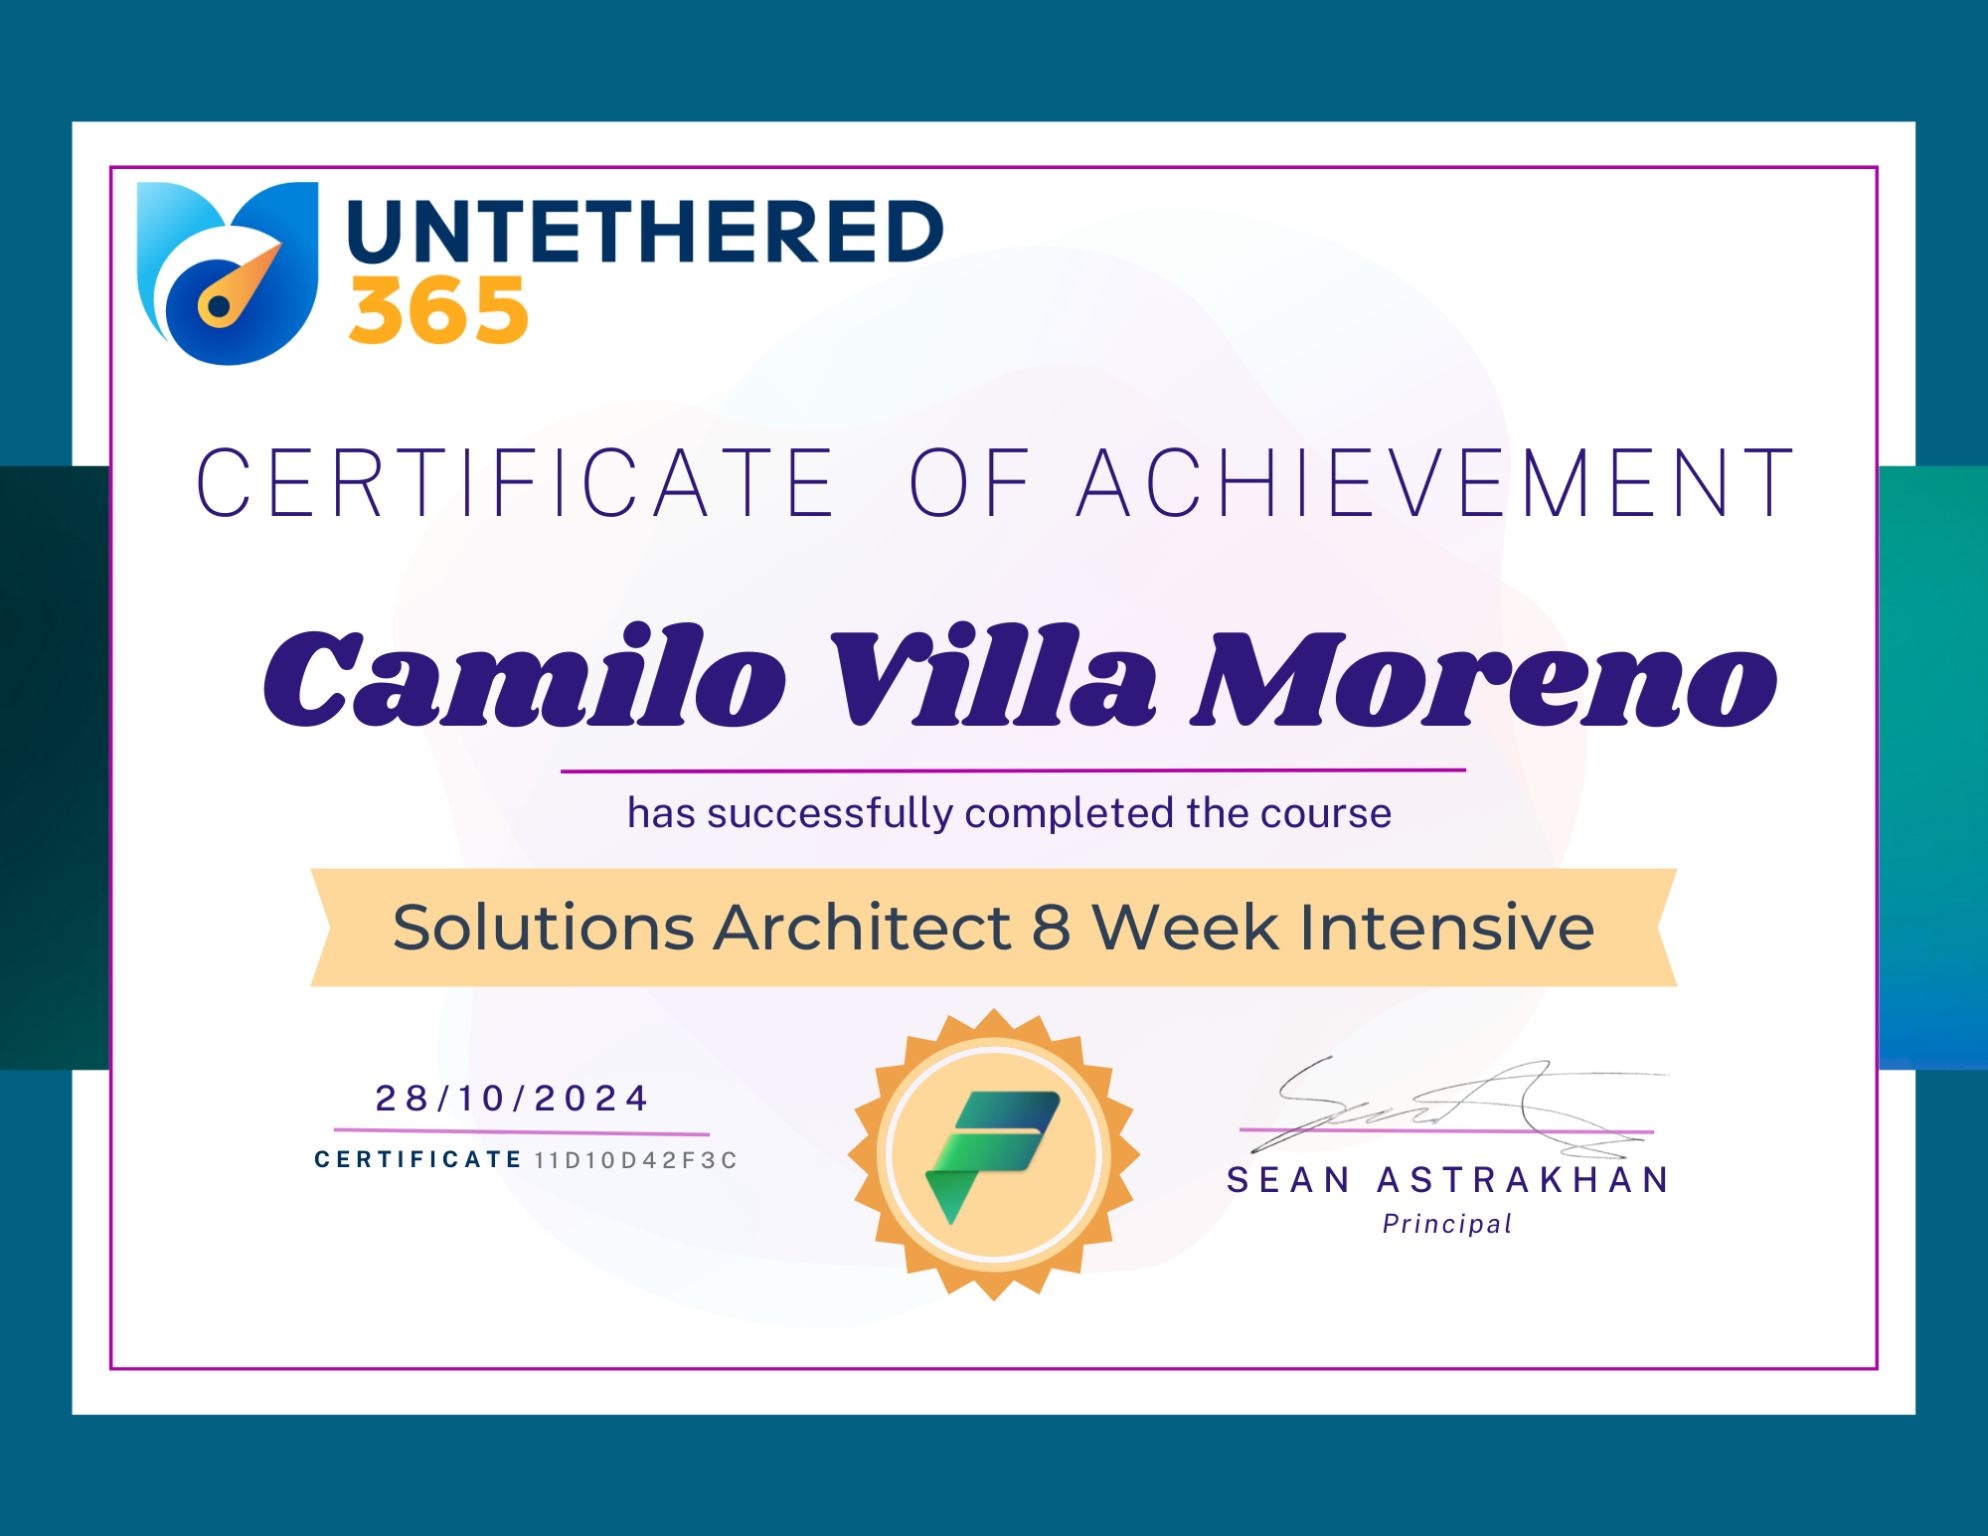 UNTETHERED
365
CERTIFICATE OF ACHIEVEMENT
Camilo Villa Moreno
has successfully completed the course
Solutions Architect 8 Week Intensive
28/10/2024
CERTIFICATE 11D10D42F3C
SEAN ASTRAKHAN
Principal